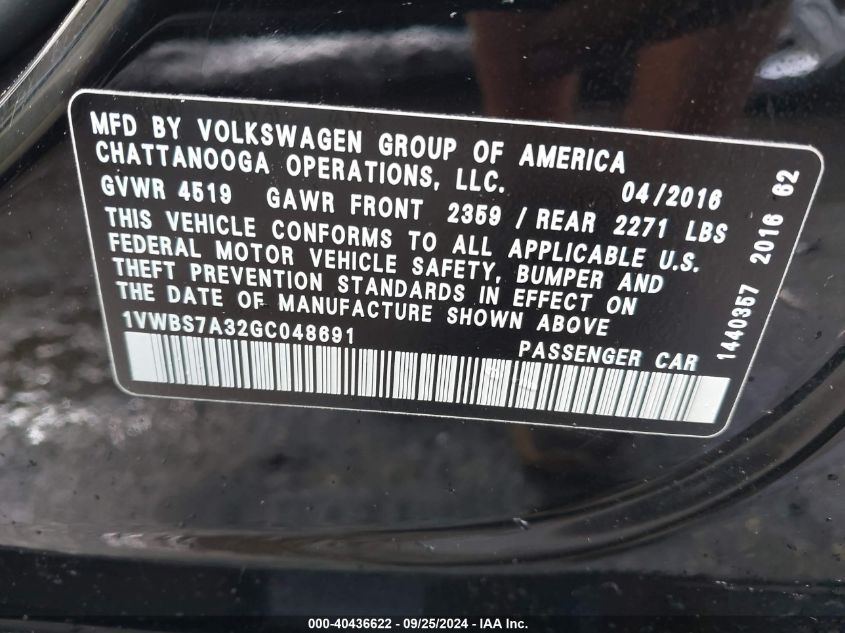 MFD BY VOLKSWAGEN GROUP OF AMERICA
CHATTANOOGA OPERATIONS, LLC. 04/2016
GVWR 4519 GAWR FRONT 2359 / REAR 2271 LBS
THIS VEHICLE CONFORMS TO ALL APPLICABLE U.S.
FEDERAL MOTOR VEHICLE SAFETY, BUMPER AND
THEFT PREVENTION STANDARDS IN EFFECT ON
THE DATE OF MANUFACTURE SHOWN ABOVE
1VWBS7A32GC048691 PASSENGER CAR
1440357 2016 62
000-40436622 - 09/25/2024 - IAA Inc.